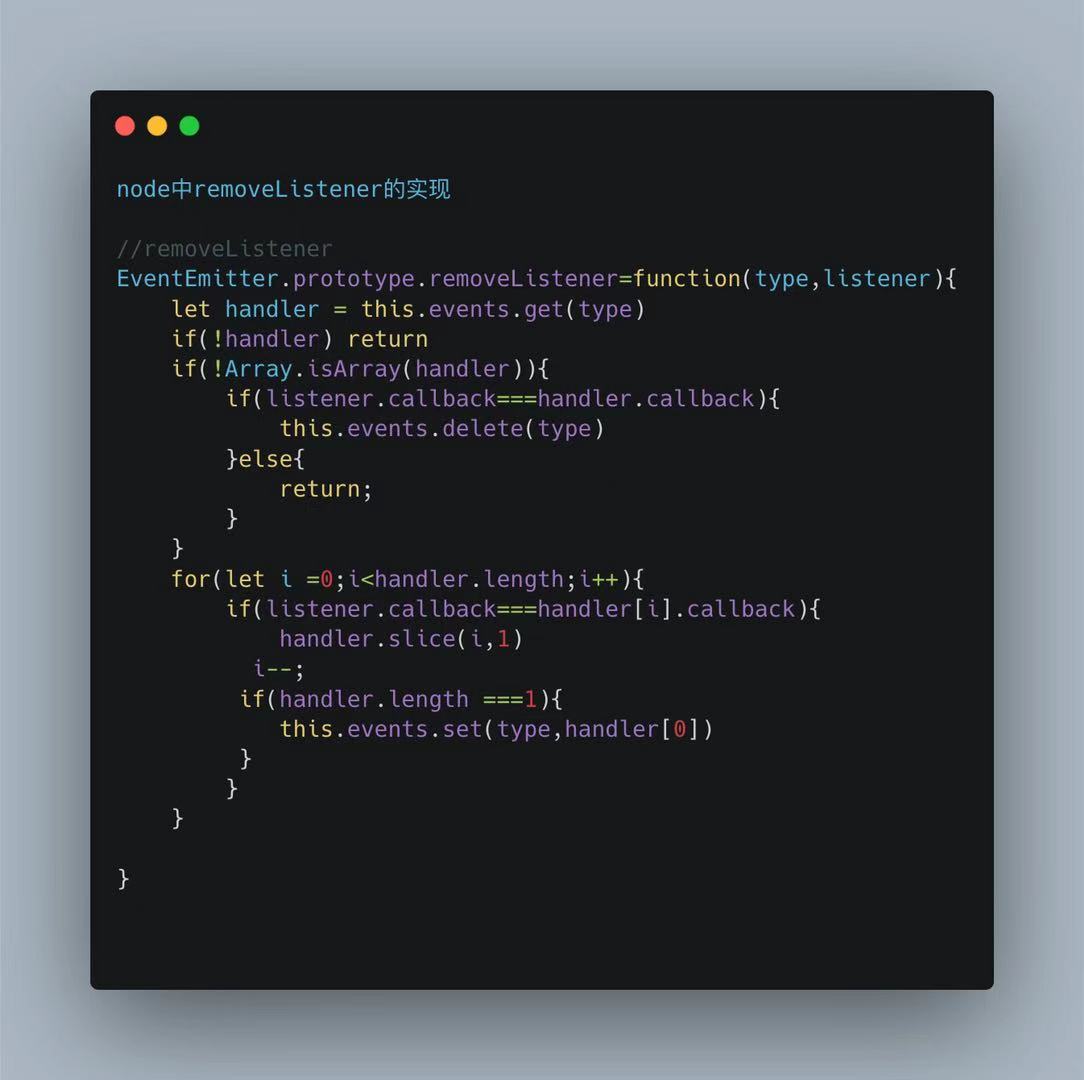 node中removeListener的实现
//removeListener
EventEmitter.prototype.removeListener=function(type,listener){
    let handler = this.events.get(type)
    if(!handler) return
    if(!Array.isArray(handler)){
        if(listener.callback===handler.callback){
            this.events.delete(type)
        }else{
            return;
        }
    }
    for(let i =0;i<handler.length;i++){
        if(listener.callback===handler[i].callback){
            handler.slice(i,1)
          i--;
         if(handler.length ===1){
            this.events.set(type,handler[0])
         }
        }
    }
}